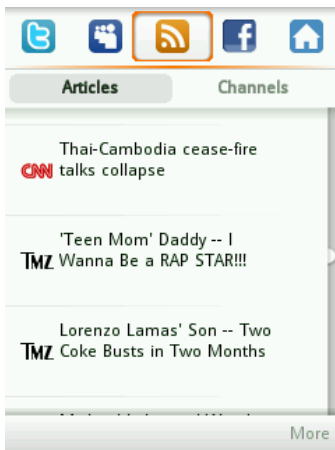 Articles Channels
Thai-Cambodia cease-fire
CNN talks collapse
'Teen Mom' Daddy -- I
TMZ Wanna Be a RAP STAR!!!
Lorenzo Lamas' Son -- Two
TMZ Coke Busts in Two Months
More